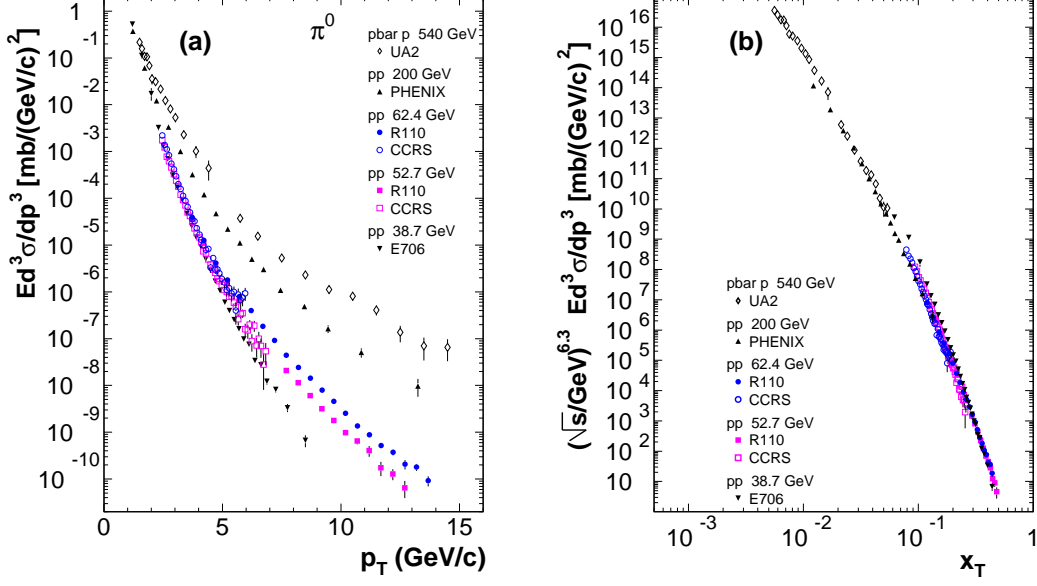 (a)
π0
pbar p 540 GeV
UA2
pp 200 GeV
PHENIX
pp 62.4 GeV
R110
CCRS
pp 52.7 GeV
R110
CCRS
pp 38.7 GeV
E706
Ed3σ/dp3 [mb/(GeV/c)2]
1
10-1
10-2
10-3
10-4
10-5
10-6
10-7
10-8
10-9
10-10
0 5 10 15
pT (GeV/c)
(b)
pbar p 540 GeV
UA2
pp 200 GeV
PHENIX
pp 62.4 GeV
R110
CCRS
pp 52.7 GeV
R110
CCRS
pp 38.7 GeV
E706
(√s/GeV)6.3 Ed3σ/dp3 [mb/(GeV/c)2]
1016
1015
1014
1013
1012
1011
1010
109
108
107
106
105
104
103
102
10
10-3 10-2 10-1 1
xT